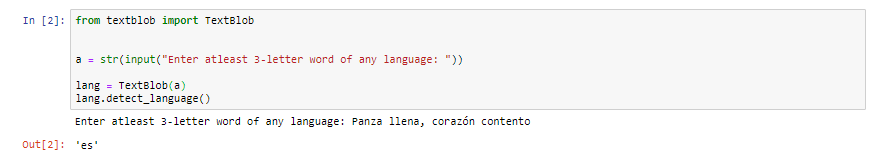 In [2]: from textblob import TextBlob
a = str(input("Enter atleast 3-letter word of any language: "))
lang = TextBlob(a)
lang.detect_language()
Enter atleast 3-letter word of any language: Panza llena, corazón contento
Out[2]: 'es'